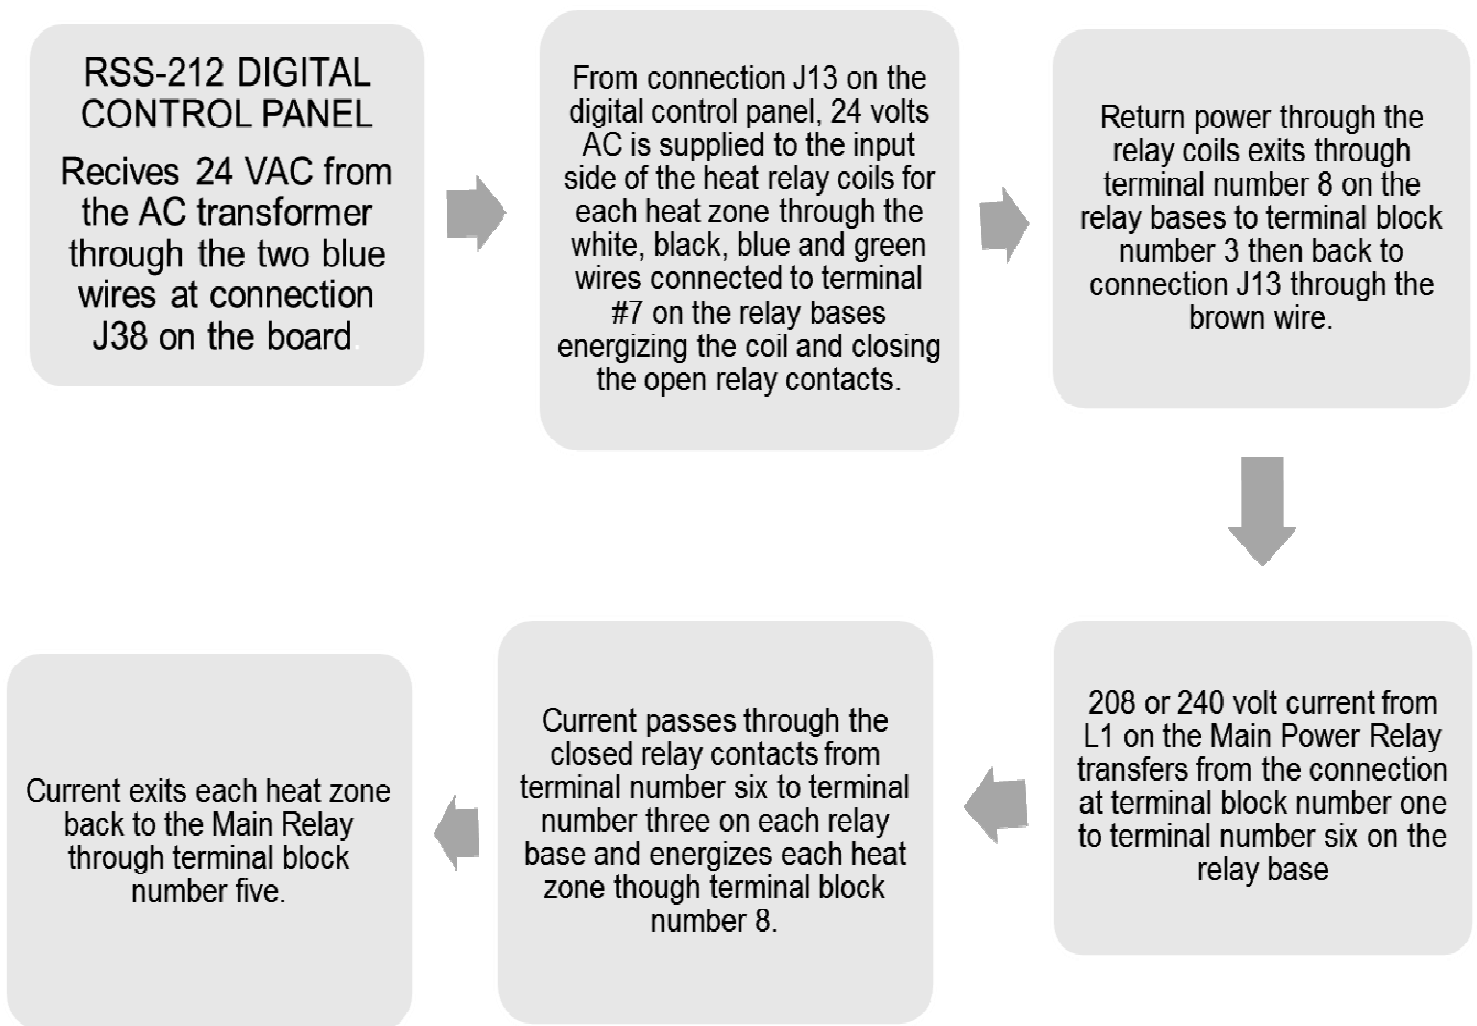 RSS-212 DIGITAL
CONTROL PANEL
Recives 24 VAC from
the AC transformer
through the two blue
wires at connection
J38 on the board.
From connection J13 on the
digital control panel, 24 volts
AC is supplied to the input
side of the heat relay coils for
each heat zone through the
white, black, blue and green
wires connected to terminal
#7 on the relay bases
energizing the coil and closing
the open relay contacts.
Return power through the
relay coils exits through
terminal number 8 on the
relay bases to terminal block
number 3 then back to
connection J13 through the
brown wire.
208 or 240 volt current from
L1 on the Main Power Relay
transfers from the connection
at terminal block number one
to terminal number six on the
relay base
Current passes through the
closed relay contacts from
terminal number six to terminal
number three on each relay
base and energizes each heat
zone though terminal block
number 8.
Current exits each heat zone
back to the Main Relay
through terminal block
number five.